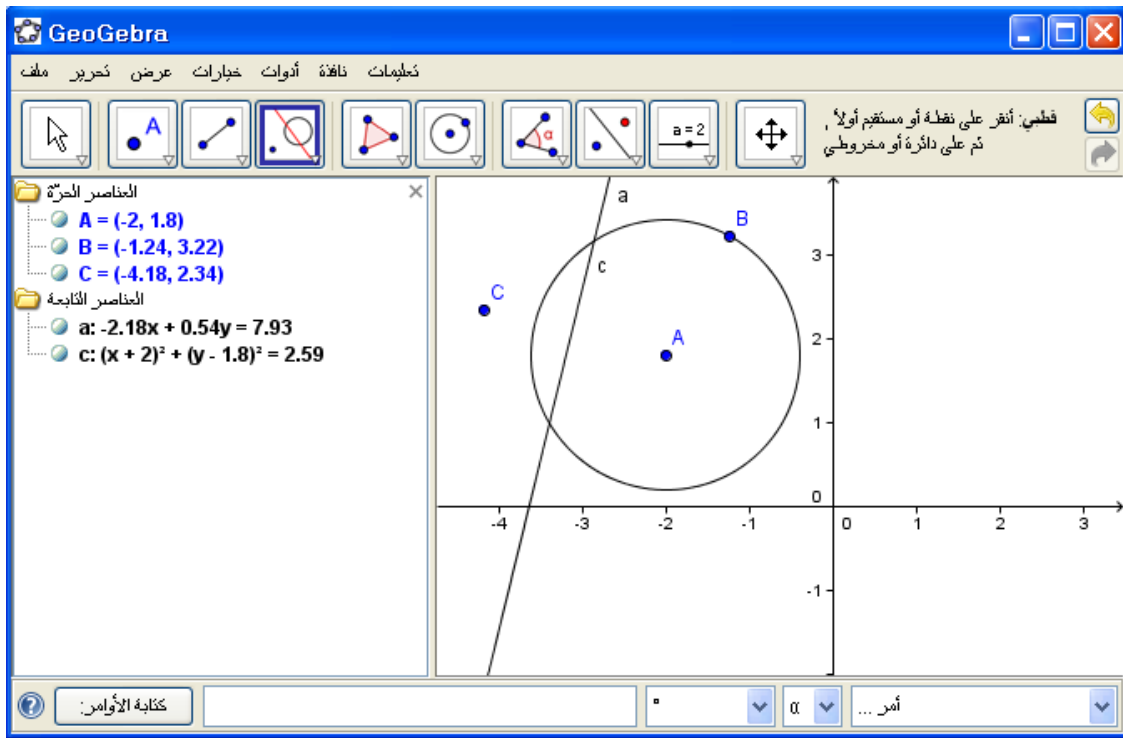 GeoGebra
ملف تحرير عرض خيارات أدوات نافذة تعليمات
A
α
a = 2
قطبي: أنقر على نقطة أو مستقيم أولاً ,
ثم على دائرة أو مخروطي
العناصر الحرّة
A = (-2, 1.8)
B = (-1.24, 3.22)
C = (-4.18, 2.34)
العناصر التابعة
a: -2.18x + 0.54y = 7.93
c: (x + 2)² + (y - 1.8)² = 2.59
a
B
3
c
C
2
A
1
0
-4 -3 -2 -1 0 1 2 3
-1
كتابة الأوامر:
°
α
أمر ...